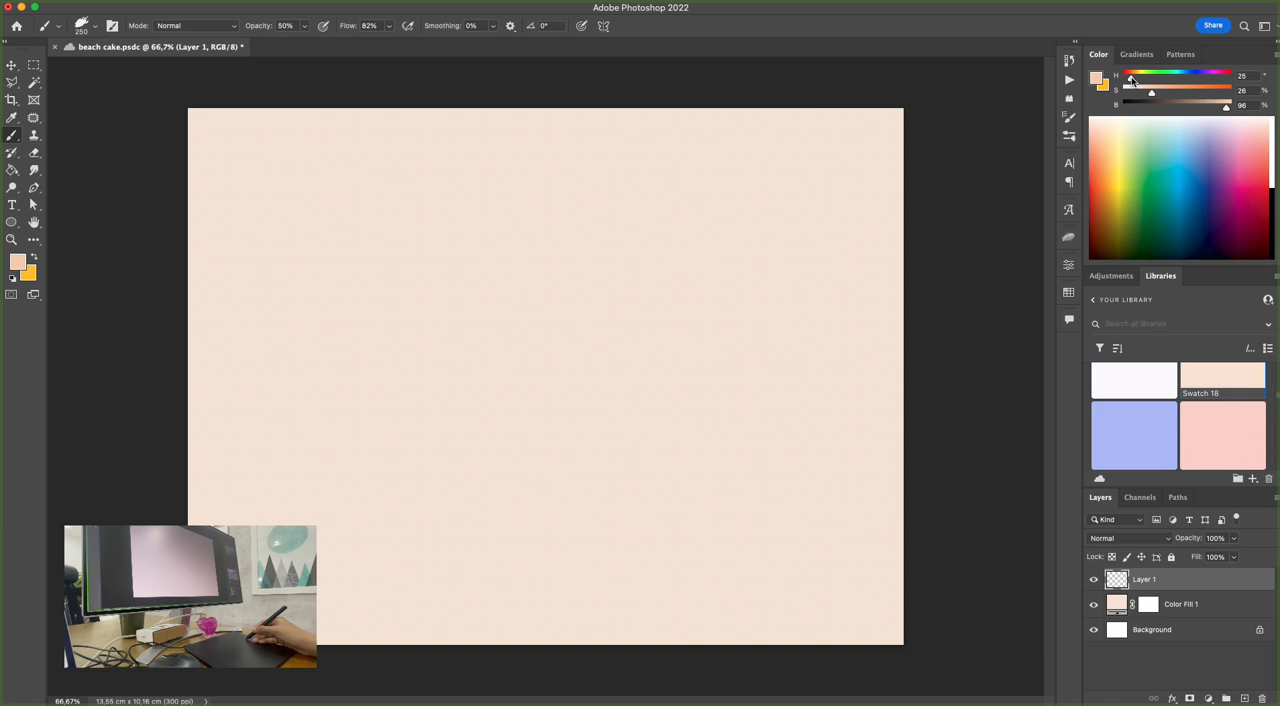 Adobe Photoshop 2022
250
Mode: Normal Opacity: 50% Flow: 82% Smoothing: 0% 0° Share
beach cake.psdc @ 66,7% (Layer 1, RGB/8) *
Color Gradients Patterns
H 25 °
S 26 %
B 96 %
Adjustments Libraries
YOUR LIBRARY
Search all libraries
Swatch 18
Layers Channels Paths
Kind
Normal Opacity: 100%
Lock: Fill: 100%
Layer 1
Color Fill 1
Background
66,67% 13,55 cm x 10,16 cm (300 ppi)